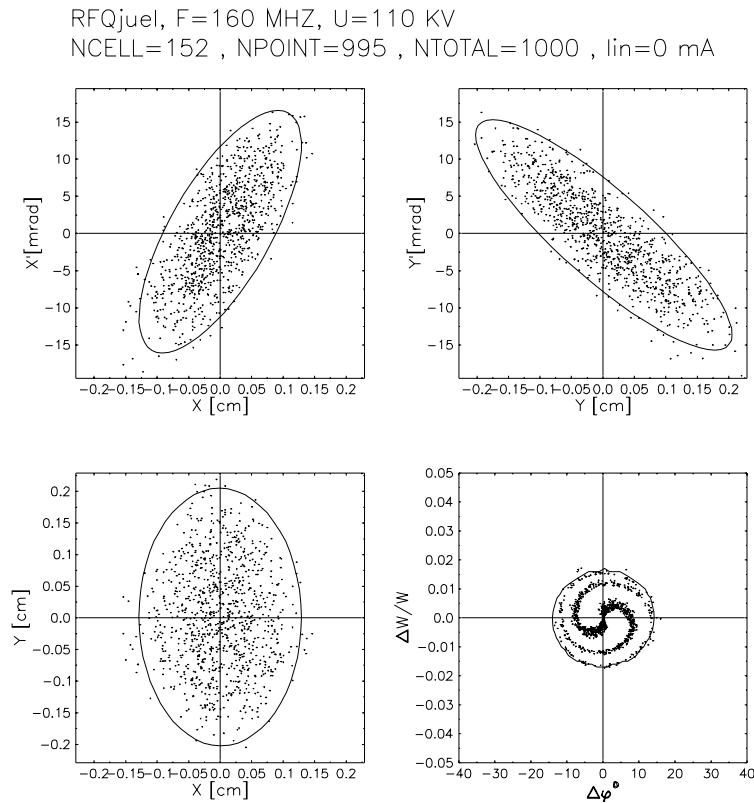 RFQjuel, F=160 MHZ, U=110 KV
NCELL=152 , NPOINT=995 , NTOTAL=1000 , Iin=0 mA
X'[mrad]
15
10
5
0
−5
−10
−15
−0.2 −0.15 −0.1 −0.05 0.0 0.05 0.1 0.15 0.2
X [cm]
Y'[mrad]
15
10
5
0
−5
−10
−15
−0.2 −0.15 −0.1 −0.05 0.0 0.05 0.1 0.15 0.2
Y [cm]
Y [cm]
0.2
0.15
0.1
0.05
0.0
−0.05
−0.1
−0.15
−0.2
−0.2 −0.15 −0.1 −0.05 0.0 0.05 0.1 0.15 0.2
X [cm]
ΔW/W
0.05
0.04
0.03
0.02
0.01
0.0
−0.01
−0.02
−0.03
−0.04
−0.05
−40 −30 −20 −10 0 10 20 30 40
Δφ°